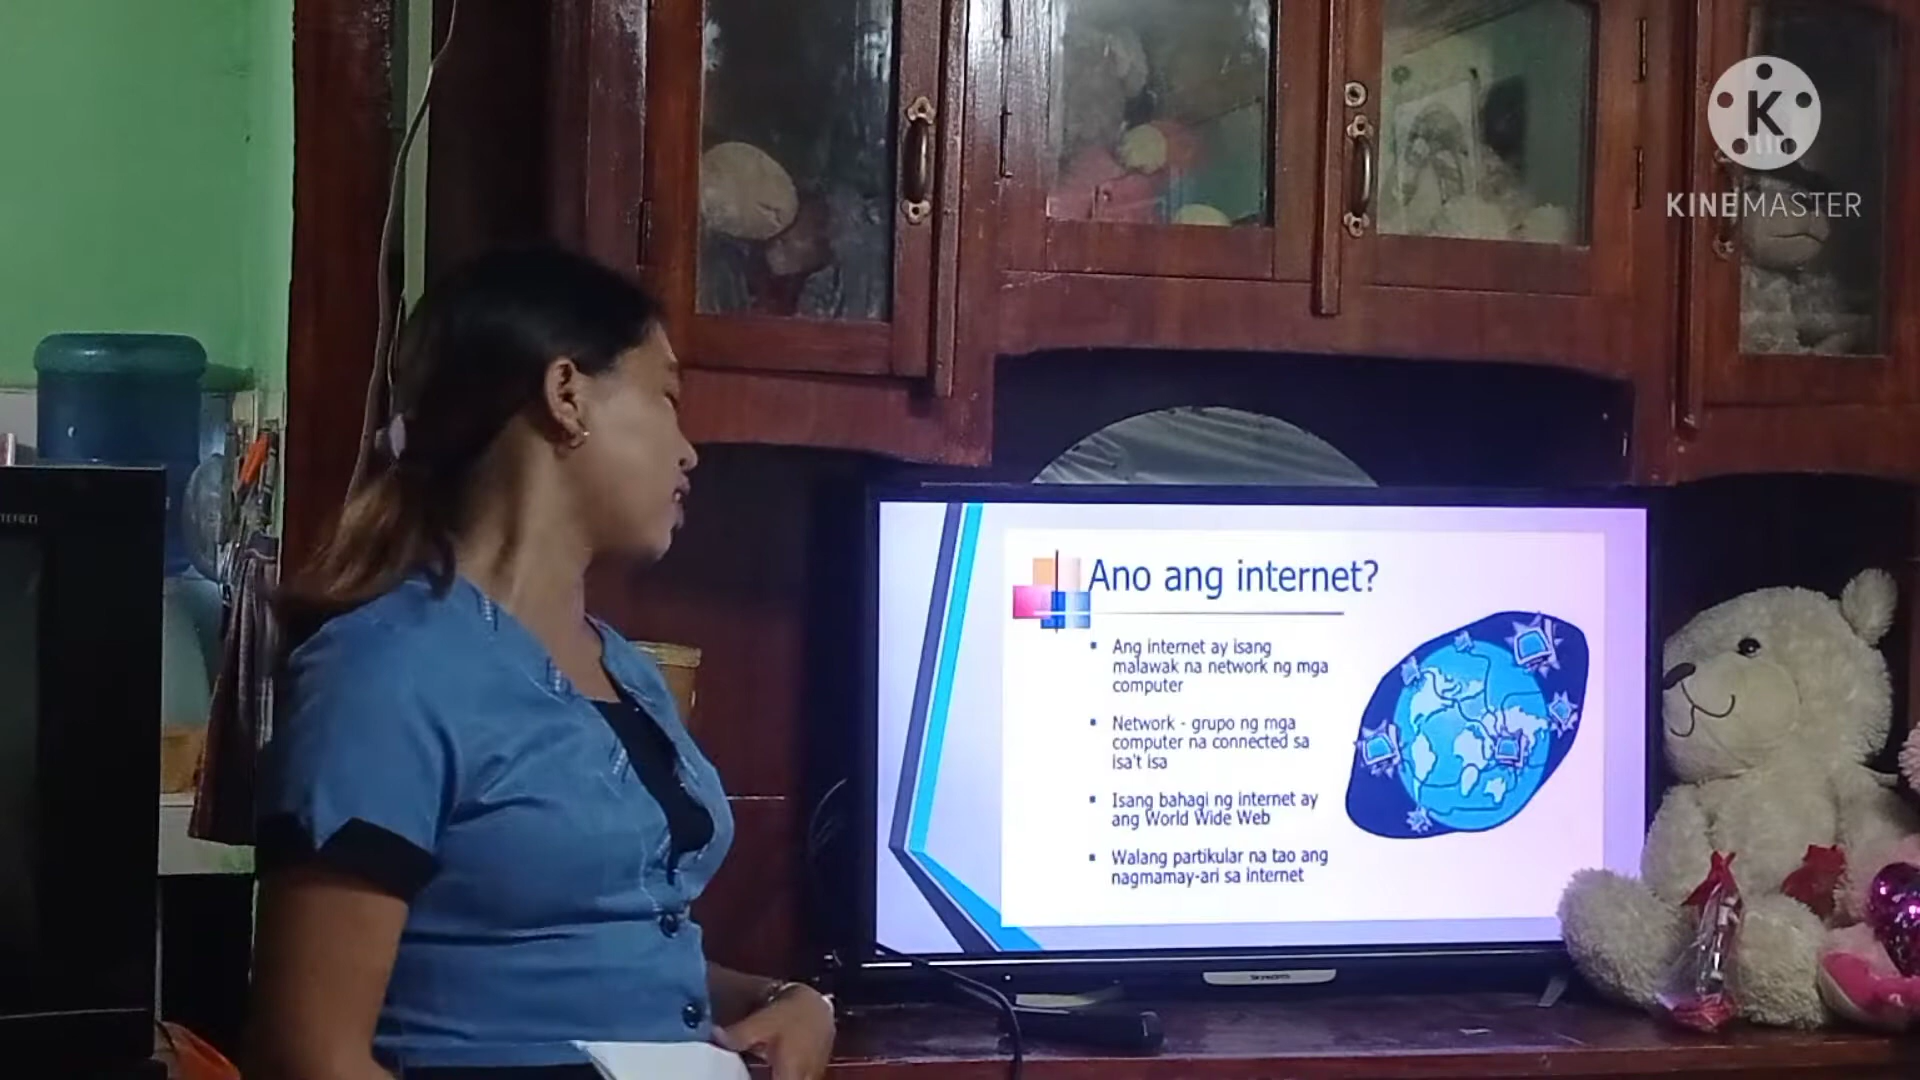 K
KINEMASTER
Ano ang internet?
Ang internet ay isang
malawak na network ng mga
computer
Network - grupo ng mga
computer na connected sa
isa't isa
Isang bahagi ng internet ay
ang World Wide Web
Walang partikular na tao ang
nagmamay-ari sa internet